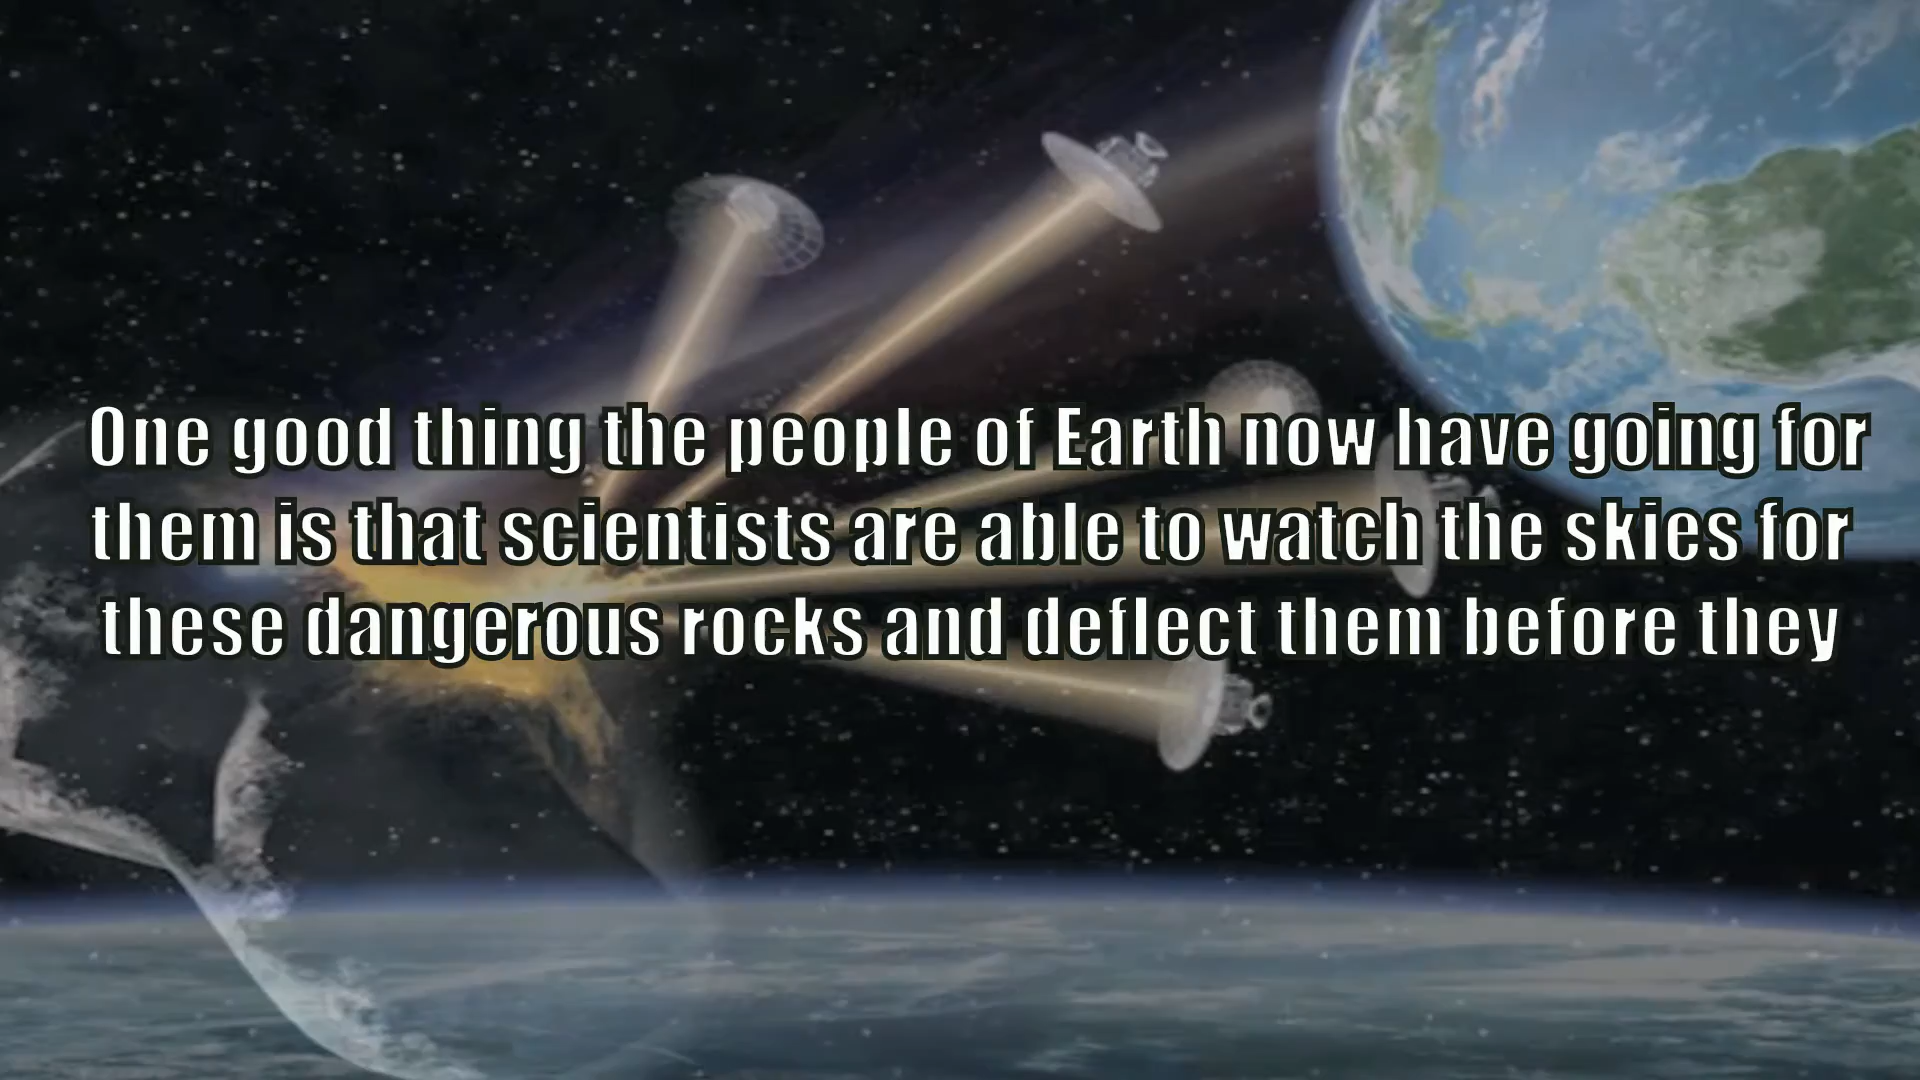 One good thing the people of Earth now have going for
them is that scientists are able to watch the skies for
these dangerous rocks and deflect them before they